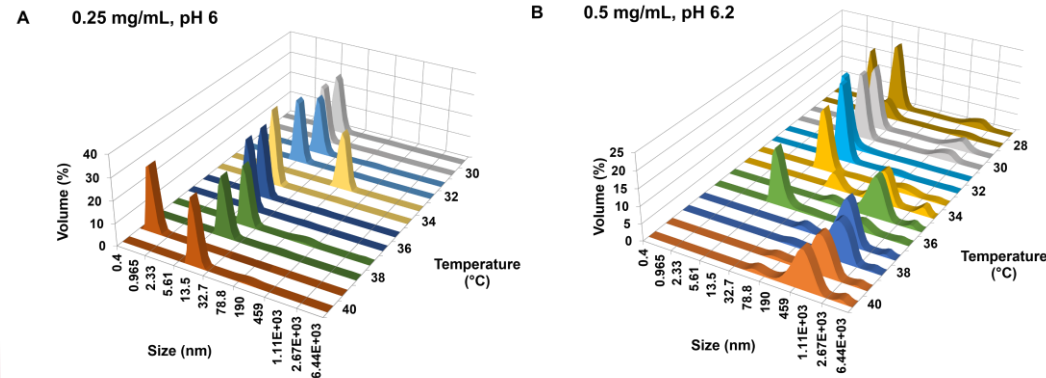 A 0.25 mg/mL, pH 6
40
30
20
10
0
Volume (%)
0.4
0.965
2.33
5.61
13.5
32.7
78.8
190
459
1.11E+03
2.67E+03
6.44E+03
Size (nm)
30
32
34
36
38
40
Temperature
(°C)
B 0.5 mg/mL, pH 6.2
25
20
15
10
5
0
Volume (%)
0.4
0.965
2.33
5.61
13.5
32.7
78.8
190
459
1.11E+03
2.67E+03
6.44E+03
Size (nm)
28
30
32
34
36
38
40
Temperature
(°C)